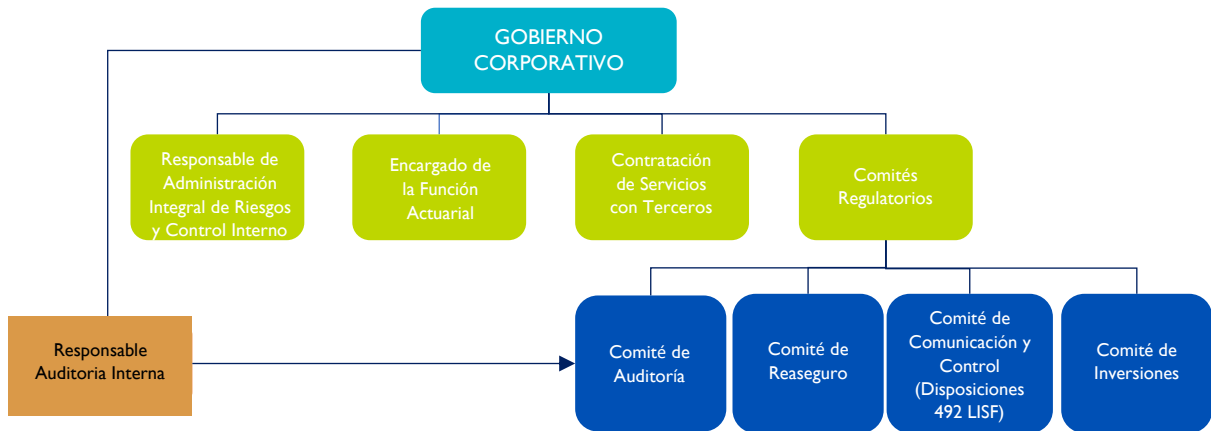 GOBIERNO
CORPORATIVO
Responsable de
Administración
Integral de Riesgos
y Control Interno
Encargado de
la Función
Actuarial
Contratación
de Servicios
con Terceros
Comités
Regulatorios
Responsable
Auditoria Interna
Comité de
Auditoría
Comité de
Reaseguro
Comité de
Comunicación y
Control
(Disposiciones
492 LISF)
Comité de
Inversiones